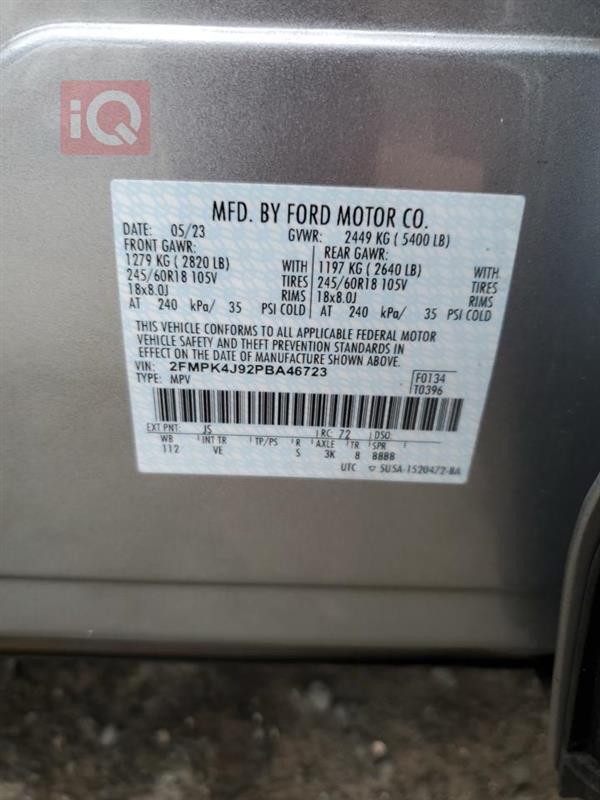 iQ
MFD. BY FORD MOTOR CO.
DATE: 05/23 GVWR: 2449 KG ( 5400 LB)
FRONT GAWR: REAR GAWR:
1279 KG ( 2820 LB) WITH 1197 KG ( 2640 LB) WITH
245/60R18 105V TIRES 245/60R18 105V TIRES
18x8.0J RIMS 18x8.0J RIMS
AT 240 kPa/ 35 PSI COLD AT 240 kPa/ 35 PSI COLD
THIS VEHICLE CONFORMS TO ALL APPLICABLE FEDERAL MOTOR
VEHICLE SAFETY AND THEFT PREVENTION STANDARDS IN
EFFECT ON THE DATE OF MANUFACTURE SHOWN ABOVE.
VIN: 2FMPK4J92PBA46723
TYPE: MPV
F0134
T0396
EXT PNT: JS RC: 72 DSO:
WB INT TR TP/PS R AXLE TR SPR
112 VE S 3K 8 8888
UTC ▽ SU5A-1520472-BA